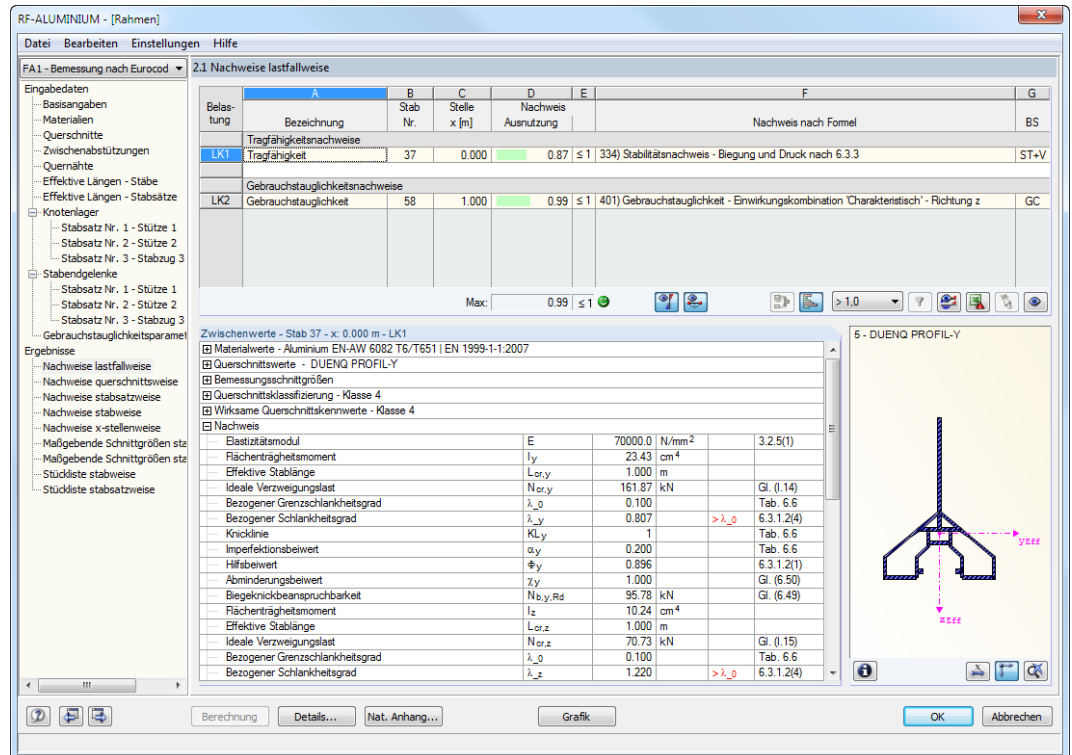 RF-ALUMINIUM - [Rahmen]
Datei Bearbeiten Einstellungen Hilfe
FA1 - Bemessung nach Eurocod
2.1 Nachweise lastfallweise
Eingabedaten
Basisangaben
Materialien
Querschnitte
Zwischenabstützungen
Quernähte
Effektive Längen - Stäbe
Effektive Längen - Stabsätze
Knotenlager
Stabsatz Nr. 1 - Stütze 1
Stabsatz Nr. 2 - Stütze 2
Stabsatz Nr. 3 - Stabzug 3
Stabendgelenke
Stabsatz Nr. 1 - Stütze 1
Stabsatz Nr. 2 - Stütze 2
Stabsatz Nr. 3 - Stabzug 3
Gebrauchstauglichkeitsparamet
Ergebnisse
Nachweise lastfallweise
Nachweise querschnittsweise
Nachweise stabsatzweise
Nachweise stabweise
Nachweise x-stellenweise
Maßgebende Schnittgrößen sta
Maßgebende Schnittgrößen sta
Stückliste stabweise
Stückliste stabsatzweise
A B C D E F G
Belas- Stab Stelle Nachweis
tung Bezeichnung Nr. x [m] Ausnutzung Nachweis nach Formel BS
Tragfähigkeitsnachweise
LK1 Tragfähigkeit 37 0.000 0.87 ≤ 1 334) Stabilitätsnachweis - Biegung und Druck nach 6.3.3 ST+V
Gebrauchstauglichkeitsnachweise
LK2 Gebrauchstauglichkeit 58 1.000 0.99 ≤ 1 401) Gebrauchstauglichkeit - Einwirkungskombination 'Charakteristisch' - Richtung z GC
Max: 0.99 ≤ 1 > 1,0
Zwischenwerte - Stab 37 - x: 0.000 m - LK1
Materialwerte - Aluminium EN-AW 6082 T6/T651 | EN 1999-1-1:2007
Querschnittswerte - DUENQ PROFIL-Y
Bemessungsschnittgrößen
Querschnittsklassifizierung - Klasse 4
Wirksame Querschnittskennwerte - Klasse 4
Nachweis
Elastizitätsmodul E 70000.0 N/mm² 3.2.5(1)
Flächenträgheitsmoment Iy 23.43 cm⁴
Effektive Stablänge Lcr,y 1.000 m
Ideale Verzweigungslast Ncr,y 161.87 kN Gl. (I.14)
Bezogener Grenzschlankheitsgrad λ_0 0.100 Tab. 6.6
Bezogener Schlankheitsgrad λ_y 0.807 > λ_0 6.3.1.2(4)
Knicklinie KLy 1 Tab. 6.6
Imperfektionsbeiwert αy 0.200 Tab. 6.6
Hilfsbeiwert Φy 0.896 6.3.1.2(1)
Abminderungsbeiwert χy 1.000 Gl. (6.50)
Biegeknickbeanspruchbarkeit Nb,y,Rd 95.78 kN Gl. (6.49)
Flächenträgheitsmoment Iz 10.24 cm⁴
Effektive Stablänge Lcr,z 1.000 m
Ideale Verzweigungslast Ncr,z 70.73 kN Gl. (I.15)
Bezogener Grenzschlankheitsgrad λ_0 0.100 Tab. 6.6
Bezogener Schlankheitsgrad λ_z 1.220 > λ_0 6.3.1.2(4)
5 - DUENQ PROFIL-Y
yEff
zEff
Berechnung Details... Nat. Anhang... Grafik OK Abbrechen